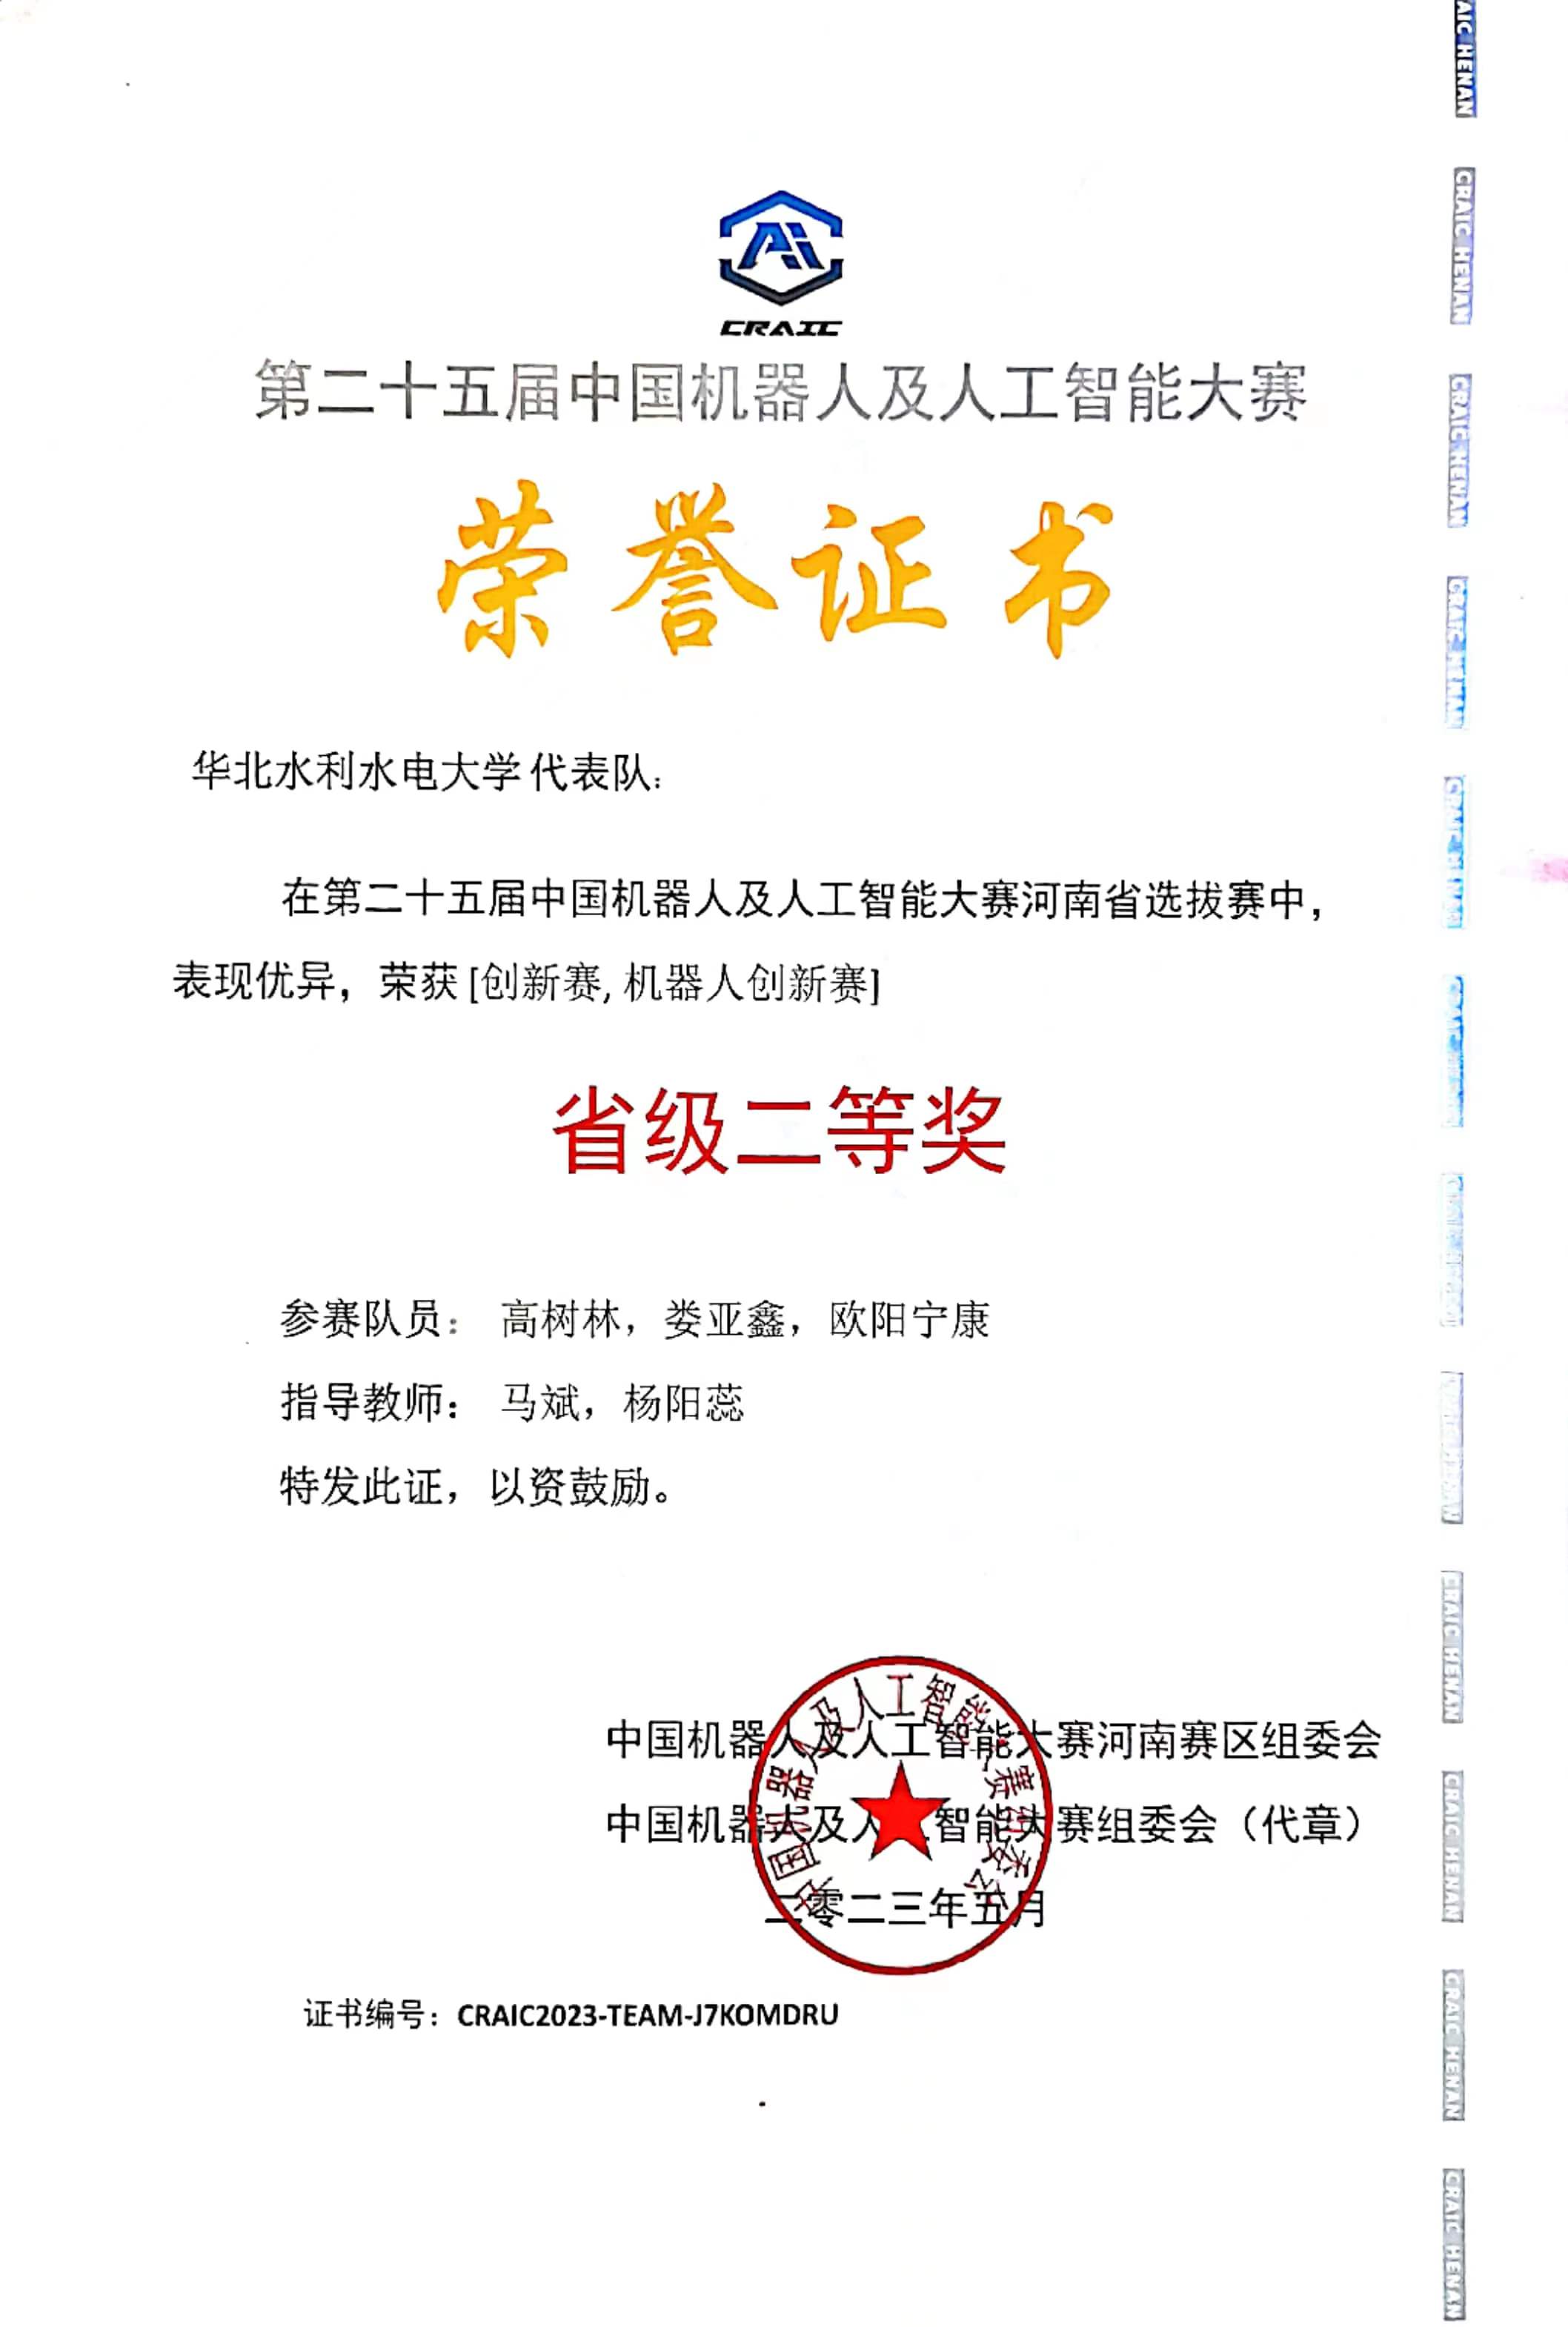 CRAIC
第二十五届中国机器人及人工智能大赛
荣誉证书
华北水利水电大学 代表队:
在第二十五届中国机器人及人工智能大赛河南省选拔赛中，
表现优异，荣获 [创新赛, 机器人创新赛]
省级二等奖
参赛队员： 高树林，娄亚鑫，欧阳宁康
指导教师： 马斌，杨阳蕊
特发此证，以资鼓励。
中国机器人及人工智能大赛河南赛区组委会
中国机器人及人工智能大赛组委会（代章）
二零二三年五月
中国机器人及人工智能大赛组委会
证书编号：CRAIC2023-TEAM-J7KOMDRU
AIC HENAN
CRAIC HENAN
CRAIC HENAN
CRAIC HENAN
CRAIC HENAN
CRAIC HENAN
CRAIC HENAN
CRAIC HENAN